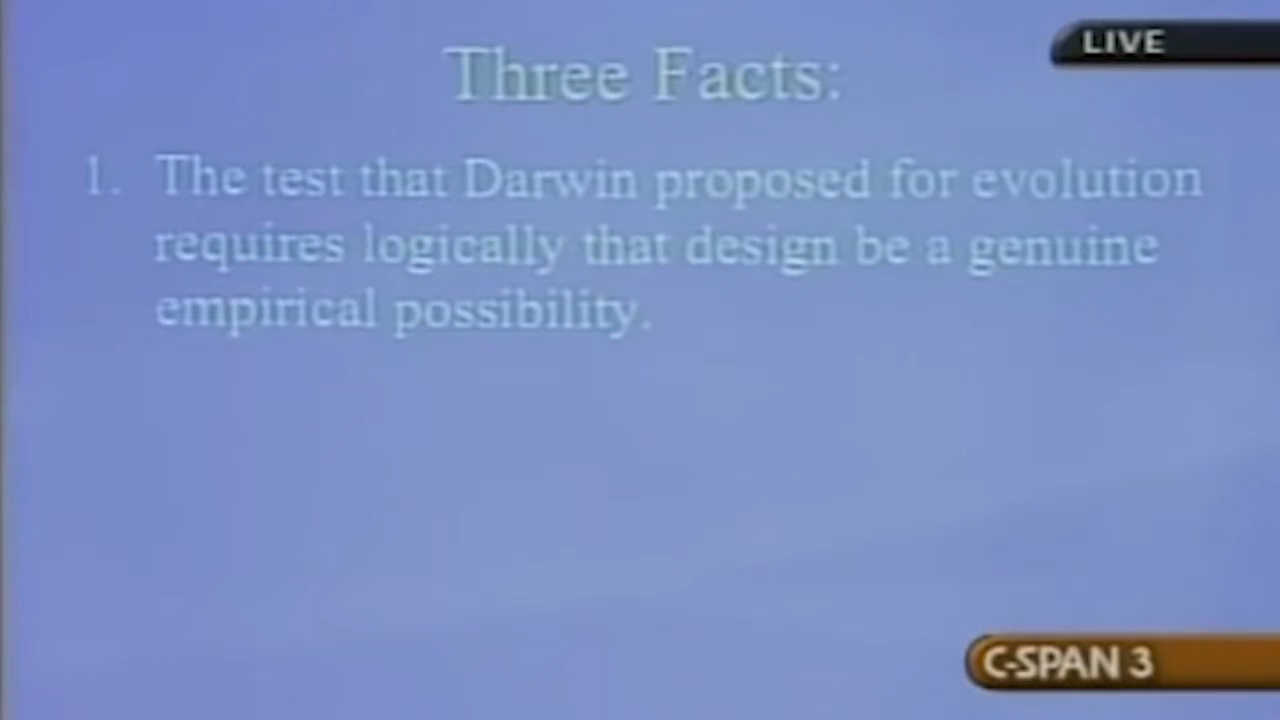 LIVE
Three Facts:
1. The test that Darwin proposed for evolution
requires logically that design be a genuine
empirical possibility.
C-SPAN 3